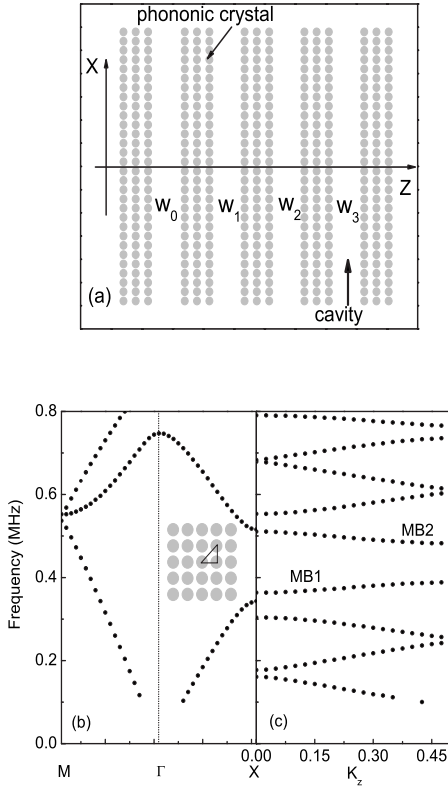 phononic crystal
X
Z
W0 W1 W2 W3
(a)
cavity
Frequency (MHz)
0.8
0.6
0.4
0.2
0.0
MB2
MB1
(b)
(c)
M Γ X
0.00 0.15 0.30 0.45
Kz